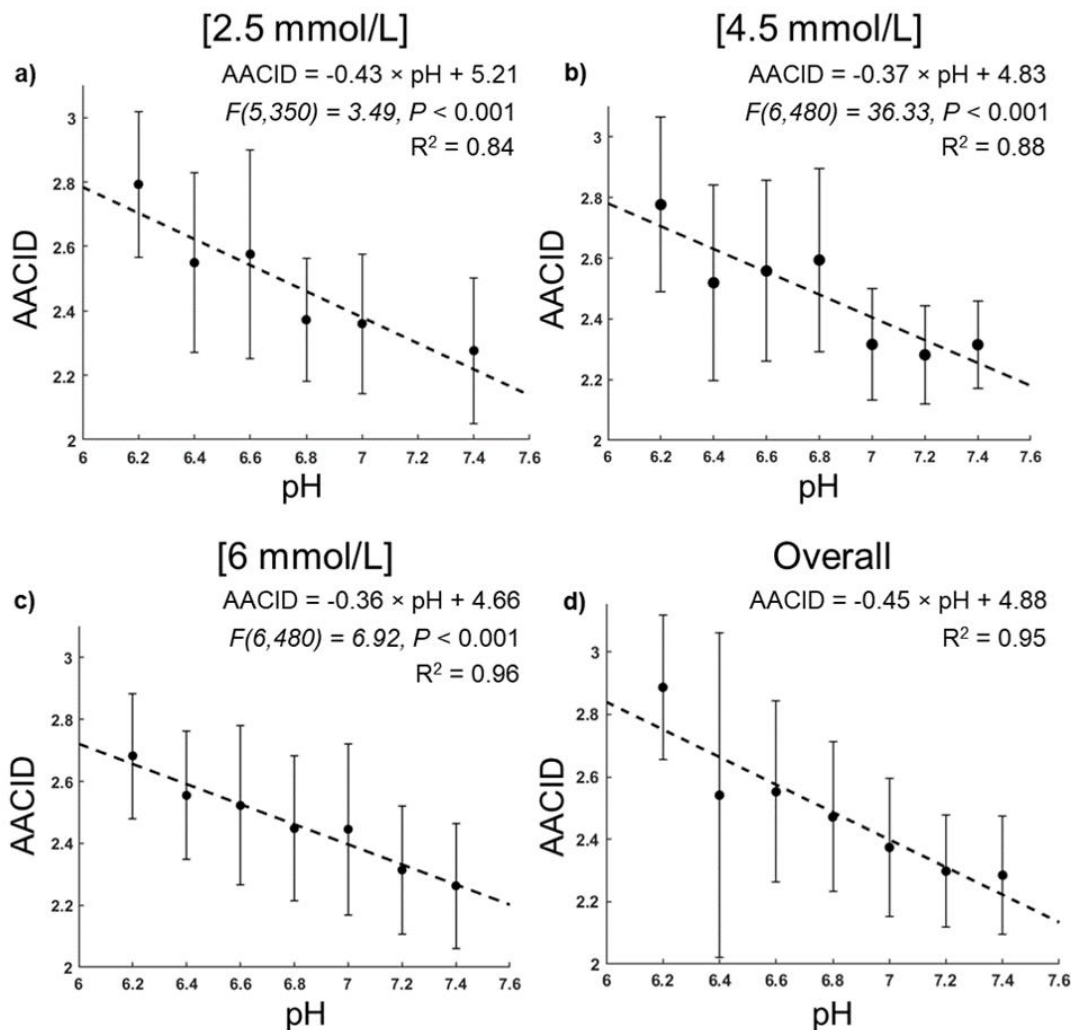 [2.5 mmol/L]
a)
AACID = -0.43 × pH + 5.21
F(5,350) = 3.49, P < 0.001
R² = 0.84
3
2.8
2.6
2.4
2.2
2
AACID
6 6.2 6.4 6.6 6.8 7 7.2 7.4 7.6
pH
[4.5 mmol/L]
b)
AACID = -0.37 × pH + 4.83
F(6,480) = 36.33, P < 0.001
R² = 0.88
3
2.8
2.6
2.4
2.2
2
AACID
6 6.2 6.4 6.6 6.8 7 7.2 7.4 7.6
pH
[6 mmol/L]
c)
AACID = -0.36 × pH + 4.66
F(6,480) = 6.92, P < 0.001
R² = 0.96
3
2.8
2.6
2.4
2.2
2
AACID
6 6.2 6.4 6.6 6.8 7 7.2 7.4 7.6
pH
Overall
d)
AACID = -0.45 × pH + 4.88
R² = 0.95
3
2.8
2.6
2.4
2.2
2
AACID
6 6.2 6.4 6.6 6.8 7 7.2 7.4 7.6
pH